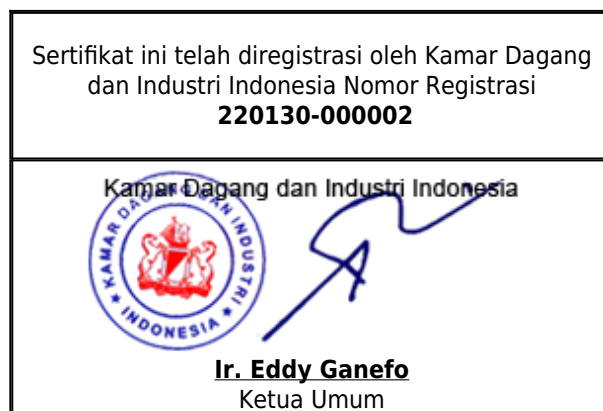 Sertifikat ini telah diregistrasi oleh Kamar Dagang
dan Industri Indonesia Nomor Registrasi
220130-000002
Kamar Dagang dan Industri Indonesia
KAMAR DAGANG DAN INDUSTRI
INDONESIA
Ir. Eddy Ganefo
Ketua Umum